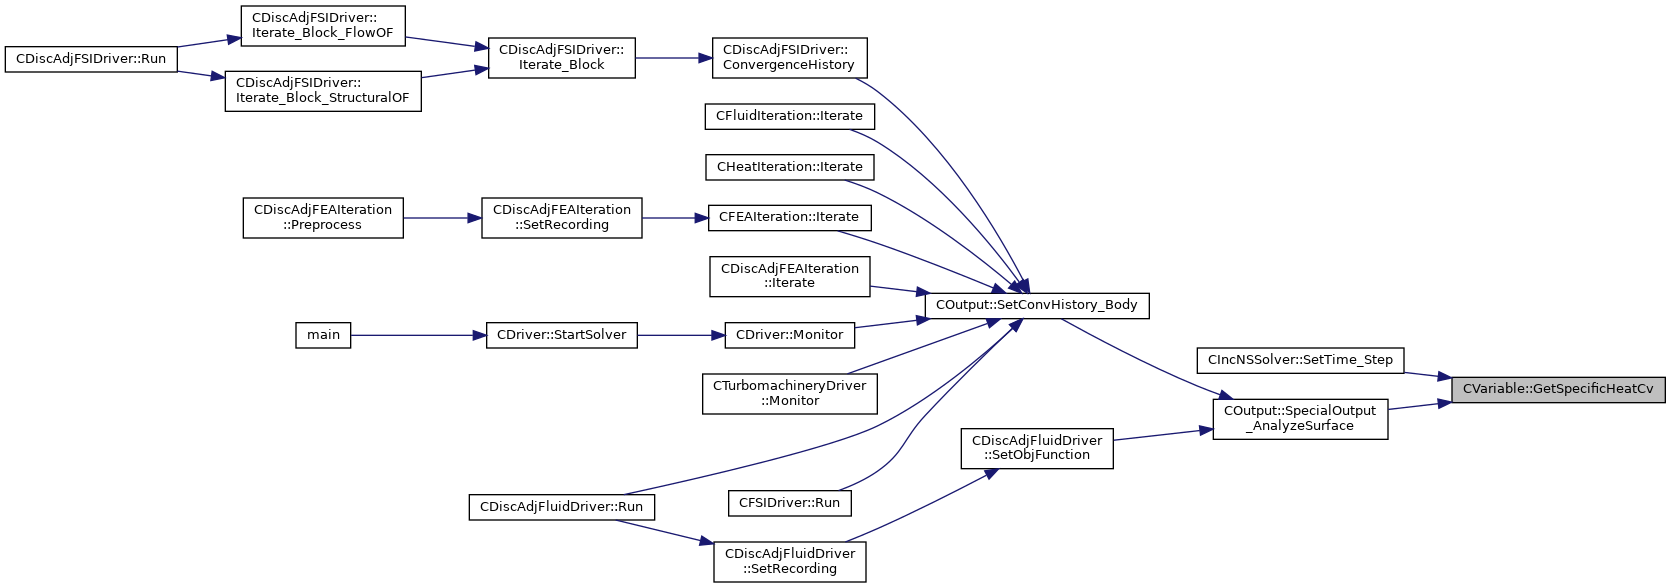 CDiscAdjFSIDriver::Run
CDiscAdjFSIDriver::
Iterate_Block_FlowOF
CDiscAdjFSIDriver::
Iterate_Block_StructuralOF
CDiscAdjFSIDriver::
Iterate_Block
CDiscAdjFSIDriver::
ConvergenceHistory
CFluidIteration::Iterate
CHeatIteration::Iterate
CDiscAdjFEAIteration
::Preprocess
CDiscAdjFEAIteration
::SetRecording
CFEAIteration::Iterate
CDiscAdjFEAIteration
::Iterate
main
CDriver::StartSolver
CDriver::Monitor
CTurbomachineryDriver
::Monitor
COutput::SetConvHistory_Body
CIncNSSolver::SetTime_Step
CVariable::GetSpecificHeatCv
COutput::SpecialOutput
_AnalyzeSurface
CDiscAdjFluidDriver
::SetObjFunction
CDiscAdjFluidDriver::Run
CFSIDriver::Run
CDiscAdjFluidDriver
::SetRecording